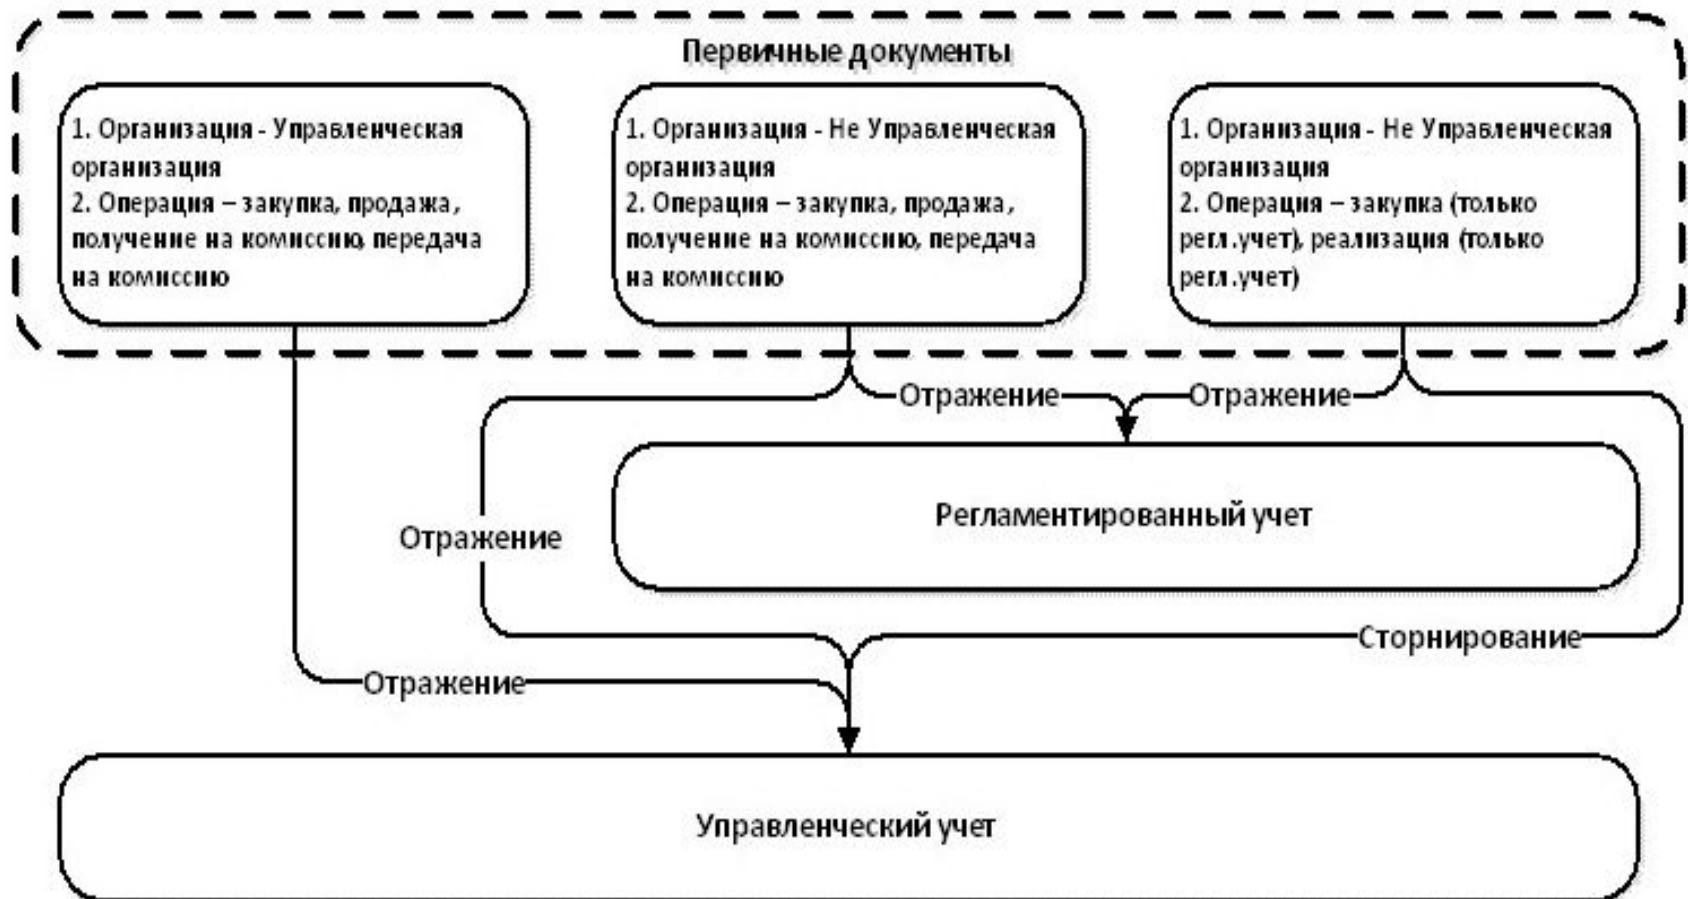 Первичные документы
1. Организация - Управленческая
организация
2. Операция – закупка, продажа,
получение на комиссию, передача
на комиссию
1. Организация - Не Управленческая
организация
2. Операция – закупка, продажа,
получение на комиссию, передача
на комиссию
1. Организация - Не Управленческая
организация
2. Операция – закупка (только
регл.учет), реализация (только
регл.учет)
Отражение
Отражение
Регламентированный учет
Отражение
Сторнирование
Отражение
Управленческий учет